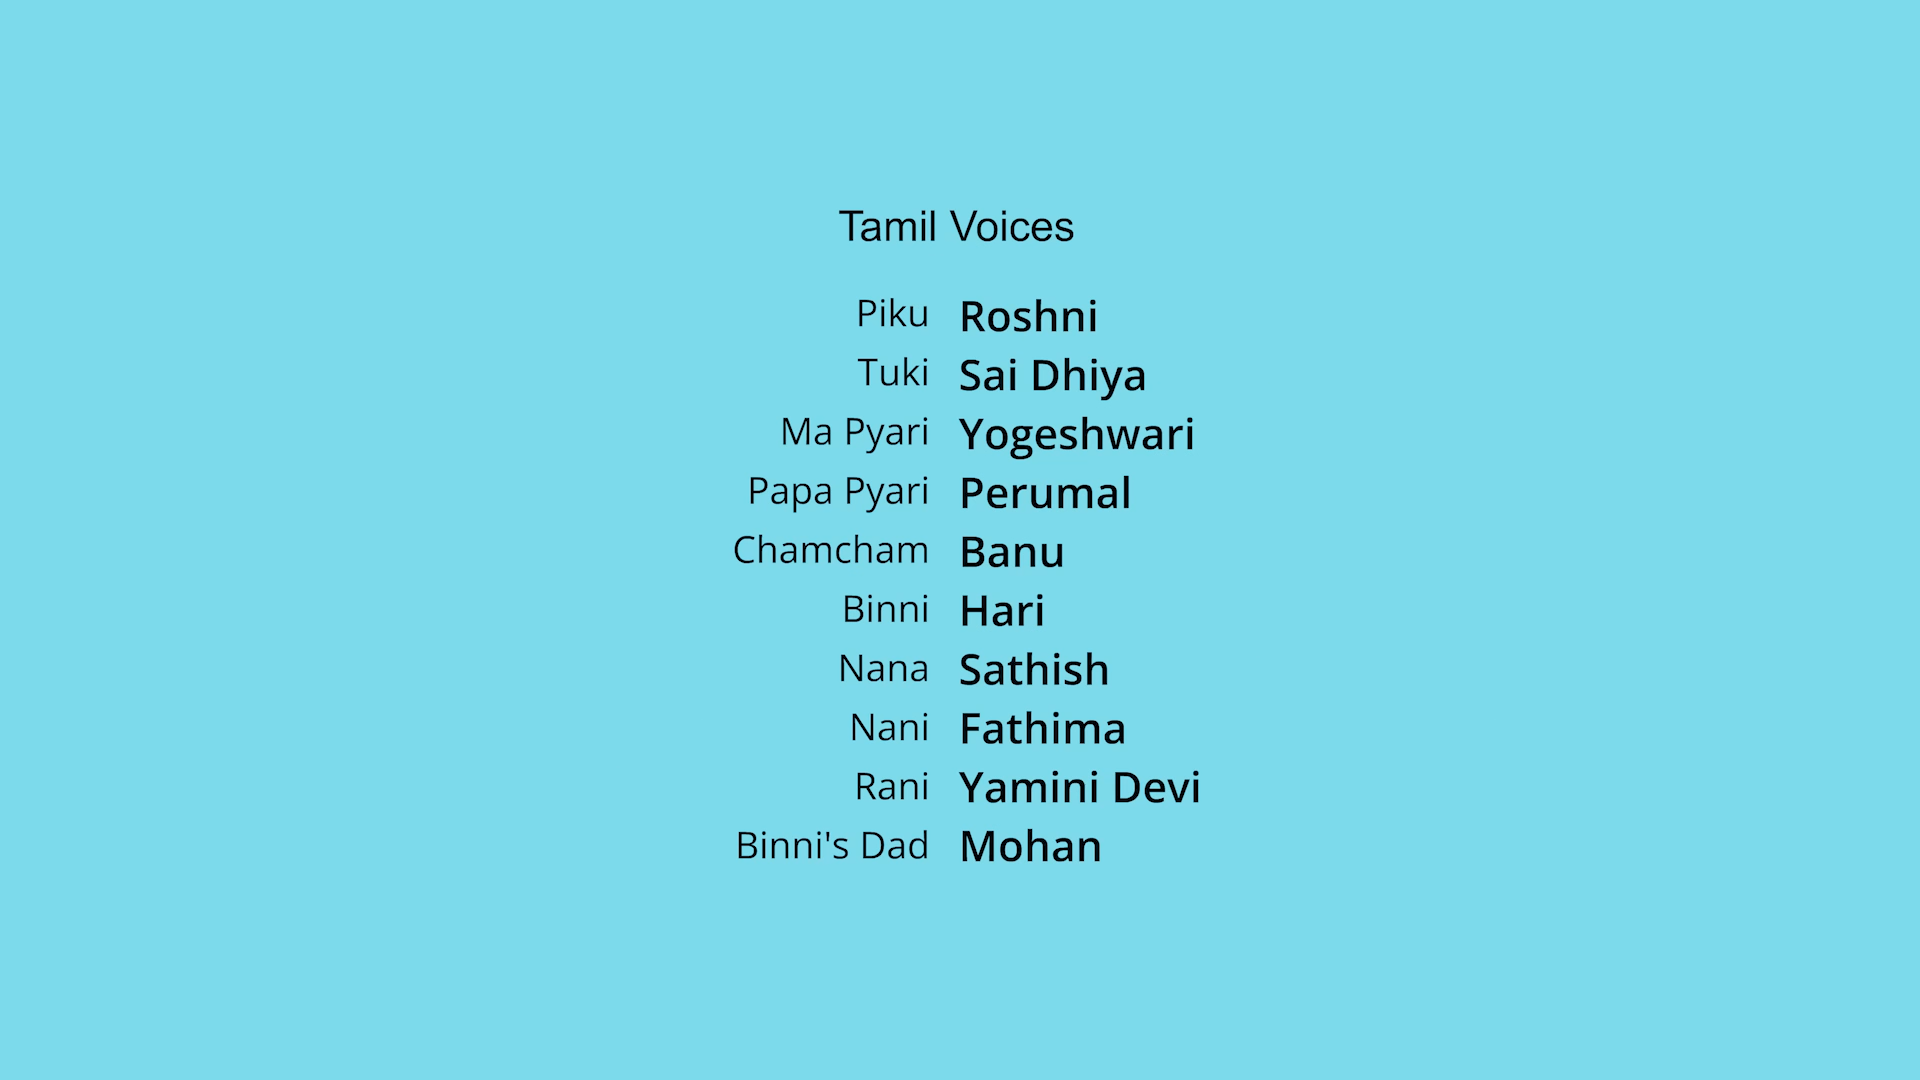 Tamil Voices
Piku Roshni
Tuki Sai Dhiya
Ma Pyari Yogeshwari
Papa Pyari Perumal
Chamcham Banu
Binni Hari
Nana Sathish
Nani Fathima
Rani Yamini Devi
Binni's Dad Mohan